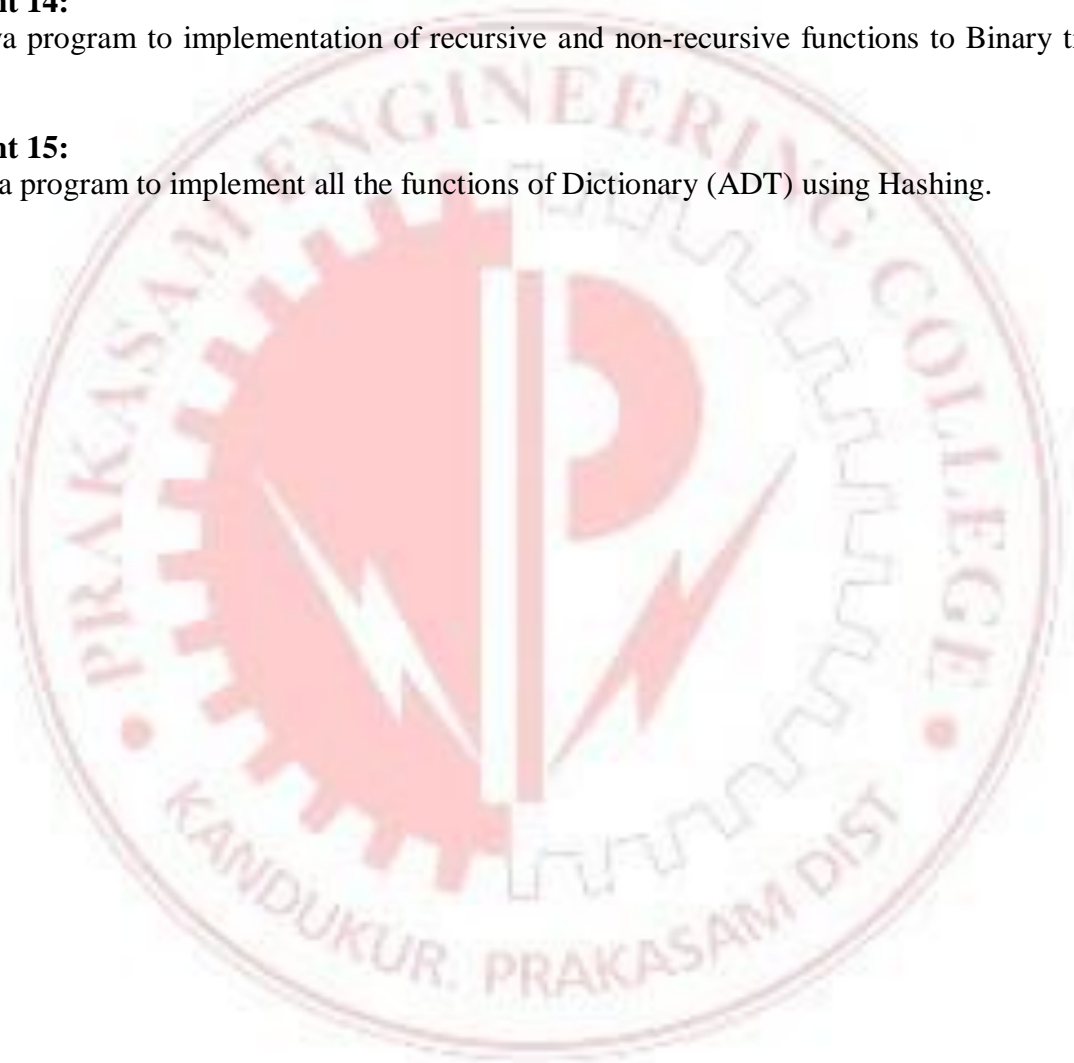 nt 14:
va program to implementation of recursive and non-recursive functions to Binary t
nt 15:
a program to implement all the functions of Dictionary (ADT) using Hashing.
PRAKASAM ENGINEERING COLLEGE
KANDUKUR. PRAKASAM DIST